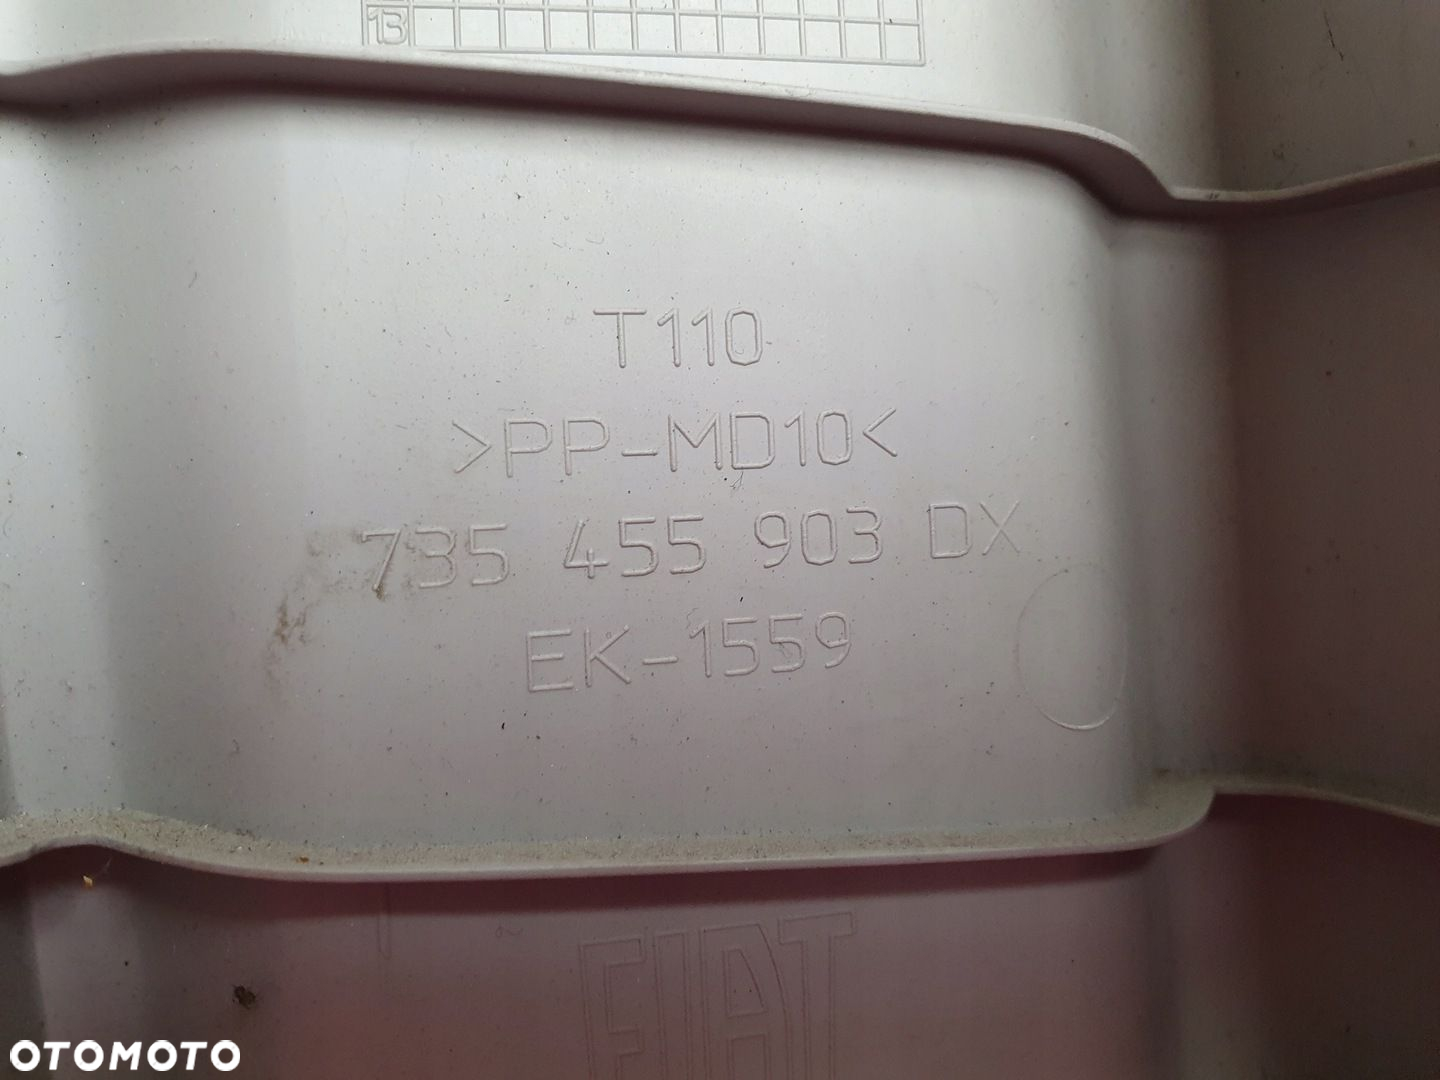 13
T110
>PP-MD10<
735 455 903 DX
EK-1559
FIAT
OTOMOTO